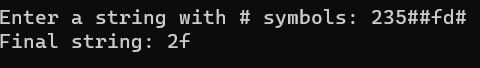 Enter a string with # symbols: 235##fd#
Final string: 2f